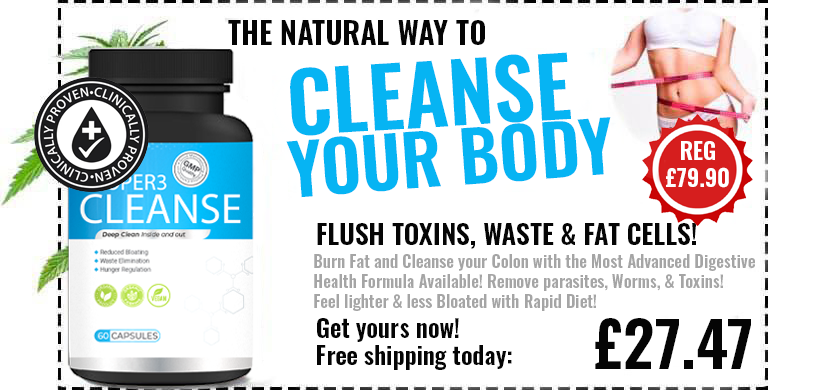 THE NATURAL WAY TO
CLEANSE
YOUR BODY
CLINICALLY PROVEN•CLINICALLY PROVEN•
GMP
Quality
CLEANSE
Deep Clean Inside and out
Reduced Bloating
Waste Elimination
Hunger Regulation
60 CAPSULES
REG
£79.90
FLUSH TOXINS, WASTE & FAT CELLS!
Burn Fat and Cleanse your Colon with the Most Advanced Digestive
Health Formula Available! Remove parasites, Worms, & Toxins!
Feel lighter & less Bloated with Rapid Diet!
Get yours now!
Free shipping today:
£27.47